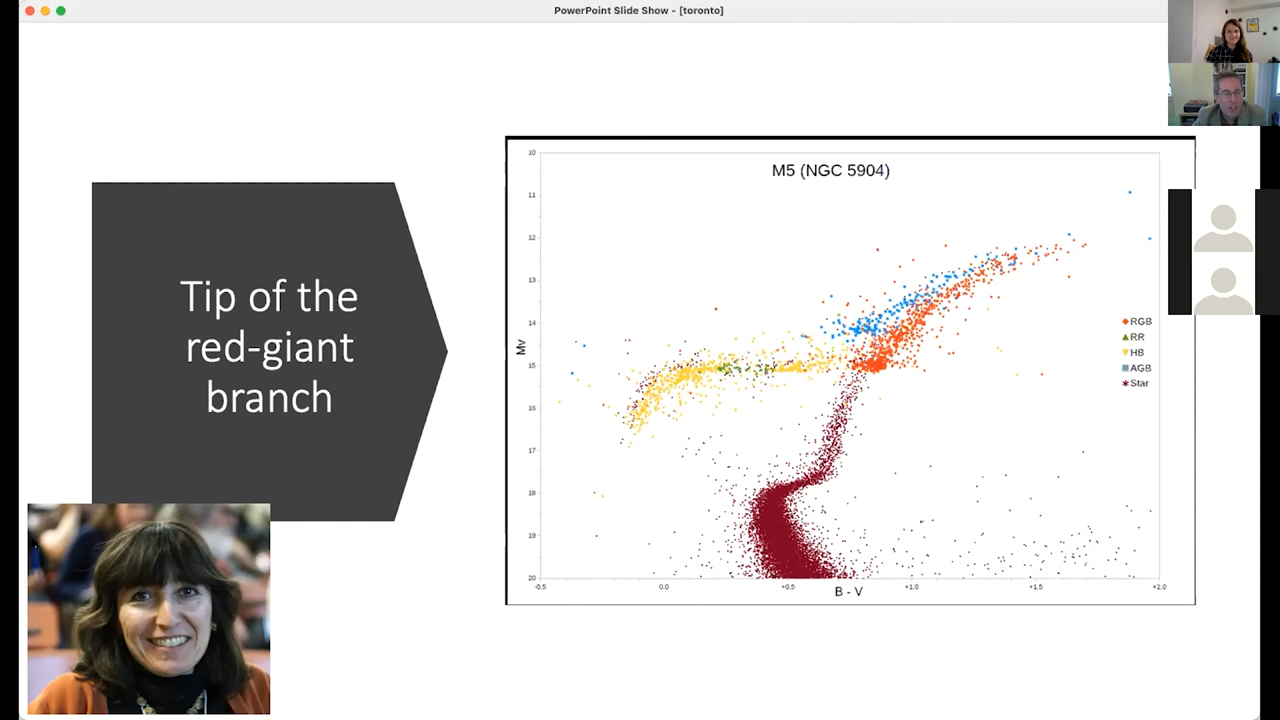 PowerPoint Slide Show - [toronto]
Tip of the
red-giant
branch
M5 (NGC 5904)
10
11
12
13
14
15
16
17
18
19
20
Mv
-0.5
0.0
+0.5
+1.0
+1.5
+2.0
B - V
RGB
RR
HB
AGB
Star